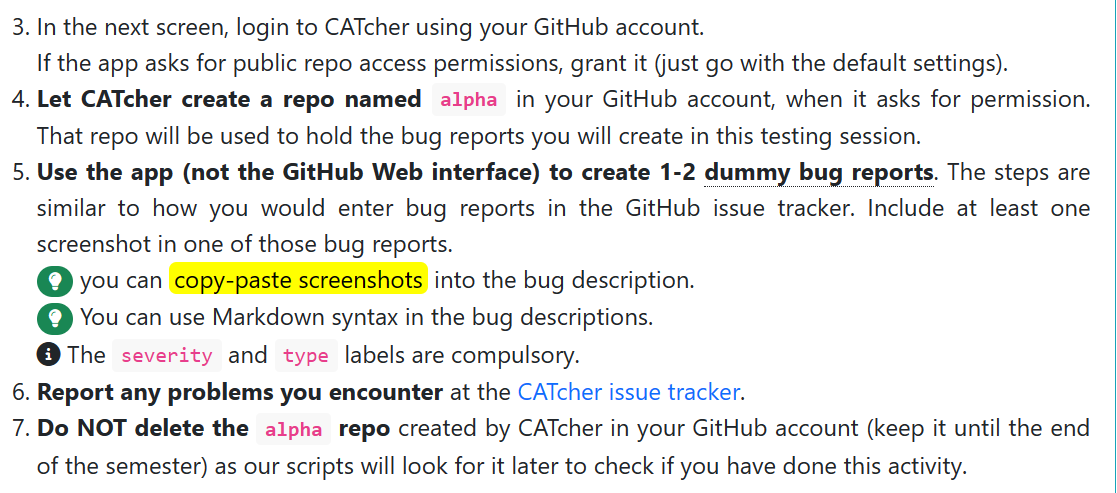 3. In the next screen, login to CATcher using your GitHub account.
If the app asks for public repo access permissions, grant it (just go with the default settings).
4. Let CATcher create a repo named alpha in your GitHub account, when it asks for permission.
That repo will be used to hold the bug reports you will create in this testing session.
5. Use the app (not the GitHub Web interface) to create 1-2 dummy bug reports. The steps are
similar to how you would enter bug reports in the GitHub issue tracker. Include at least one
screenshot in one of those bug reports.
you can copy-paste screenshots into the bug description.
You can use Markdown syntax in the bug descriptions.
The severity and type labels are compulsory.
6. Report any problems you encounter at the CATcher issue tracker.
7. Do NOT delete the alpha repo created by CATcher in your GitHub account (keep it until the end
of the semester) as our scripts will look for it later to check if you have done this activity.